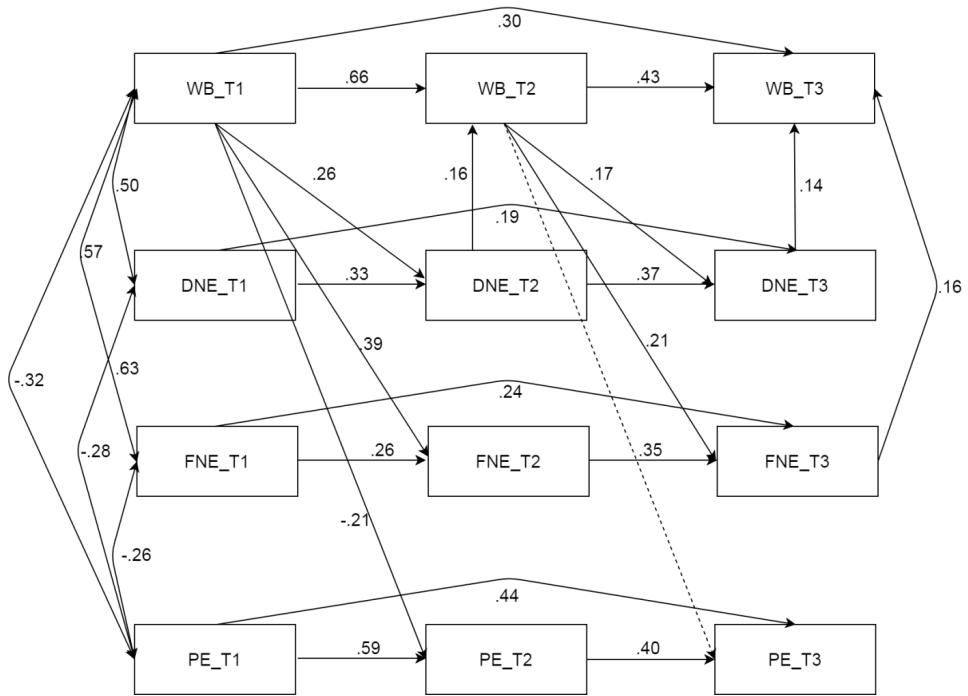 .30
WB_T1
.66
WB_T2
.43
WB_T3
.50
.26
.16
.17
.14
.57
.19
DNE_T1
.33
DNE_T2
.37
DNE_T3
.16
-.32
.63
.39
.21
.24
-.28
FNE_T1
.26
FNE_T2
.35
FNE_T3
-.21
-.26
.44
PE_T1
.59
PE_T2
.40
PE_T3